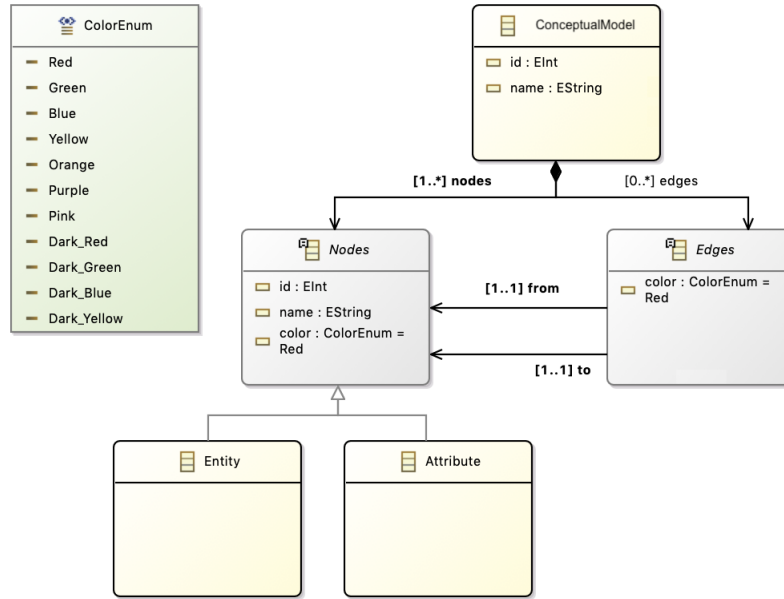 ColorEnum
Red
Green
Blue
Yellow
Orange
Purple
Pink
Dark_Red
Dark_Green
Dark_Blue
Dark_Yellow
ConceptualModel
id : EInt
name : EString
[1..*] nodes
[0..*] edges
Nodes
id : EInt
name : EString
color : ColorEnum =
Red
Edges
color : ColorEnum =
Red
[1..1] from
[1..1] to
Entity
Attribute